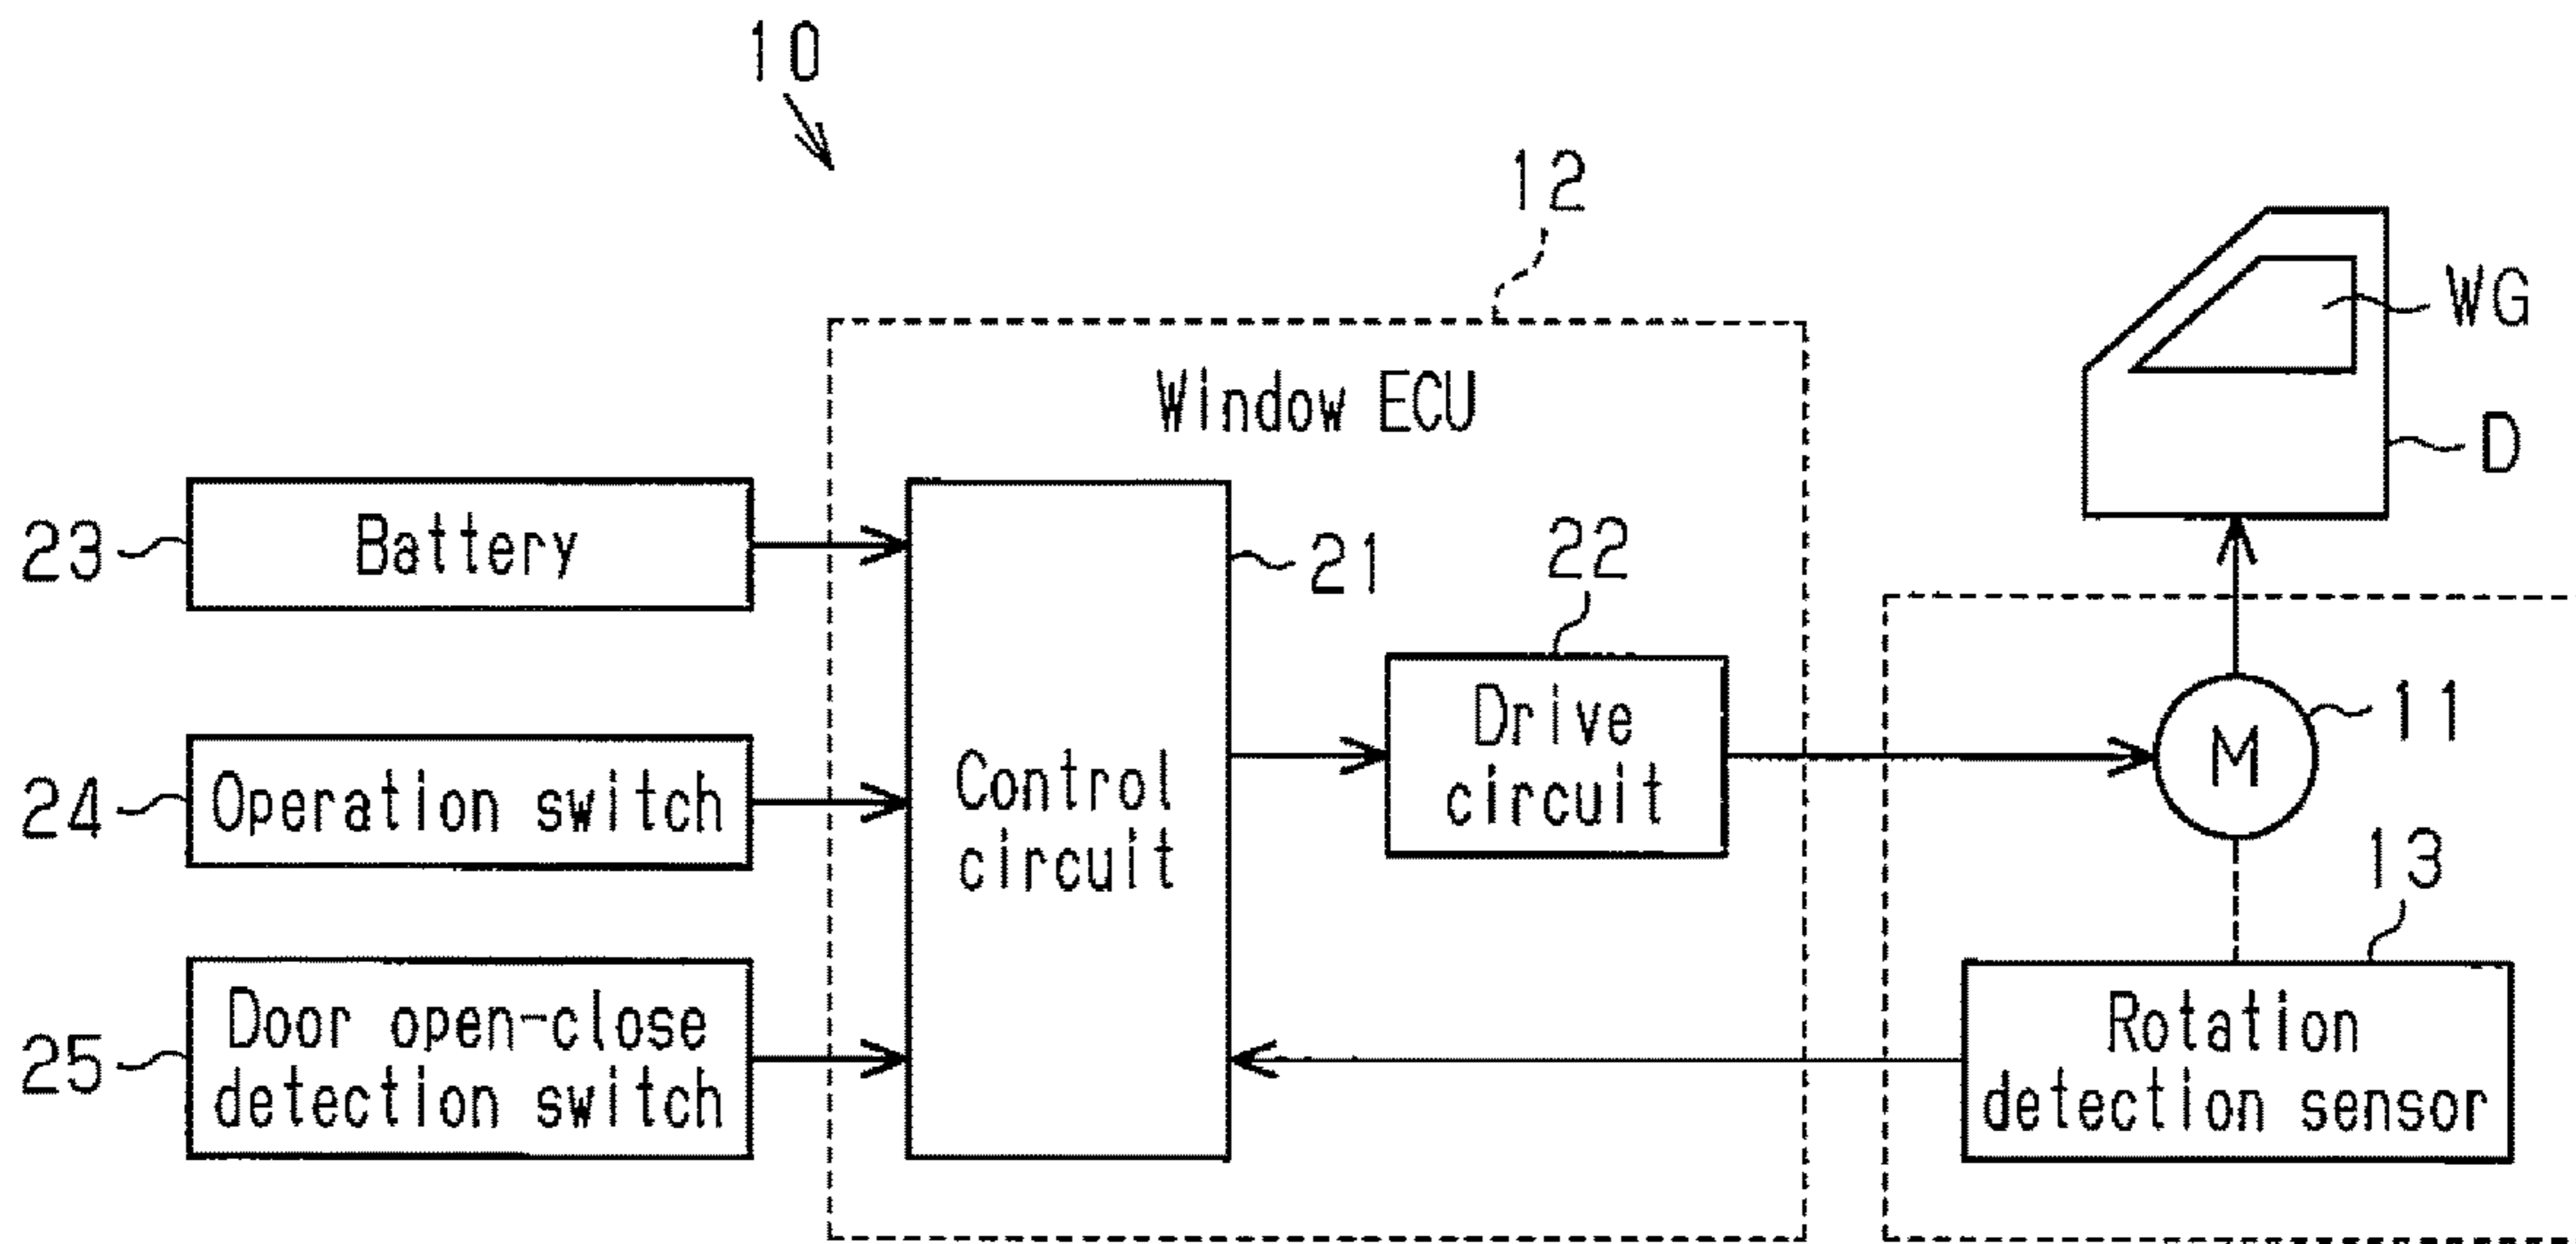 10
12
WG
Window ECU
D
23
Battery
21
22
Drive
circuit
11
M
24
Operation switch
Control
circuit
13
25
Door open-close
detection switch
Rotation
detection sensor